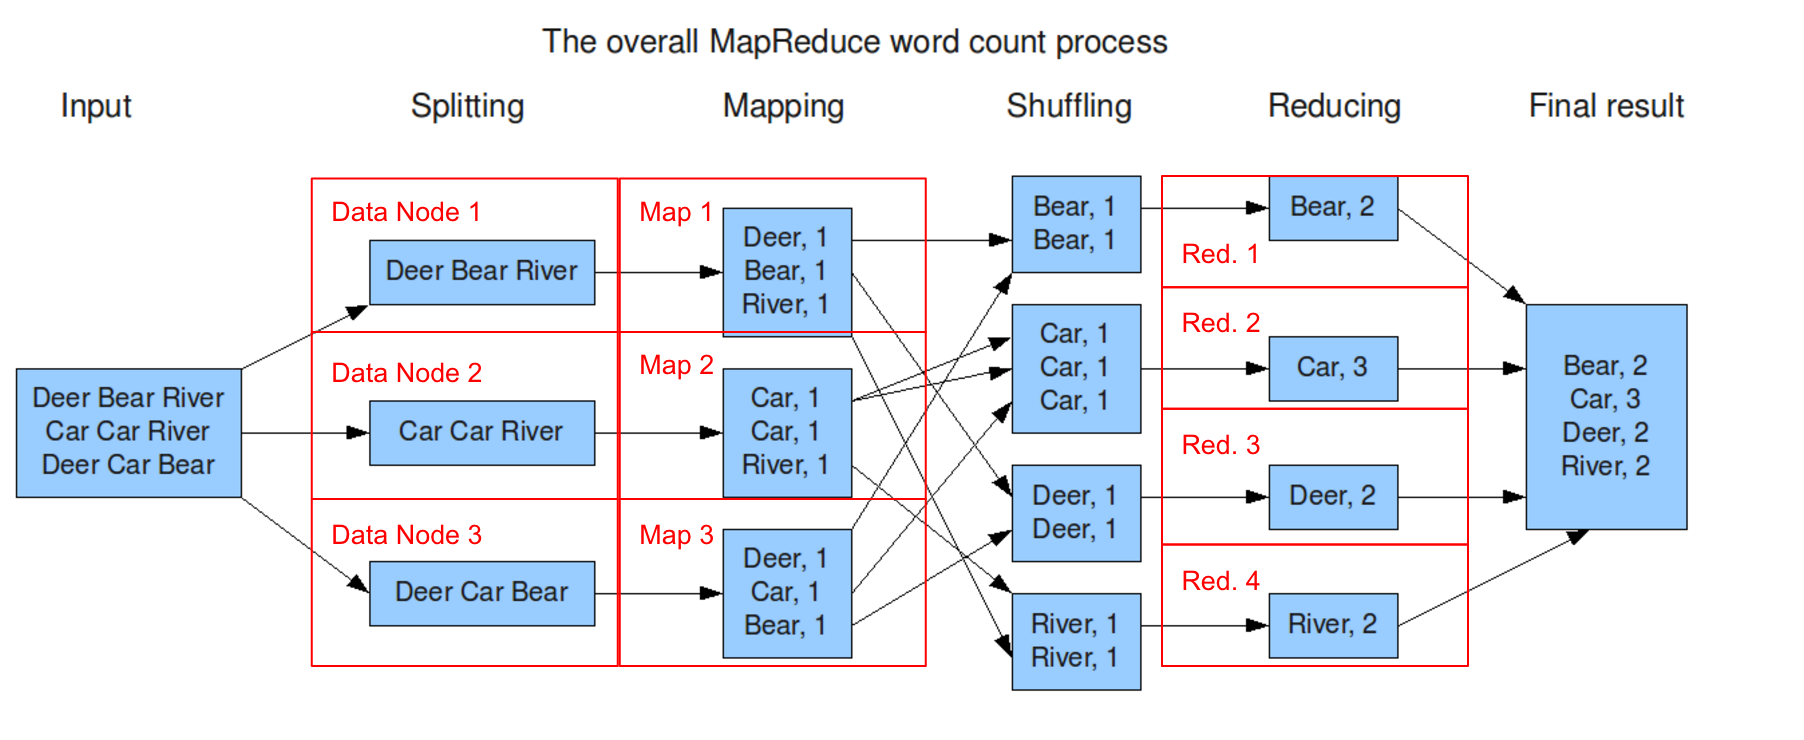 The overall MapReduce word count process
Input
Splitting
Mapping
Shuffling
Reducing
Final result
Deer Bear River
Car Car River
Deer Car Bear
Data Node 1
Deer Bear River
Data Node 2
Car Car River
Data Node 3
Deer Car Bear
Map 1
Deer, 1
Bear, 1
River, 1
Map 2
Car, 1
Car, 1
River, 1
Map 3
Deer, 1
Car, 1
Bear, 1
Bear, 1
Bear, 1
Car, 1
Car, 1
Car, 1
Deer, 1
Deer, 1
River, 1
River, 1
Bear, 2
Red. 1
Red. 2
Car, 3
Red. 3
Deer, 2
Red. 4
River, 2
Bear, 2
Car, 3
Deer, 2
River, 2